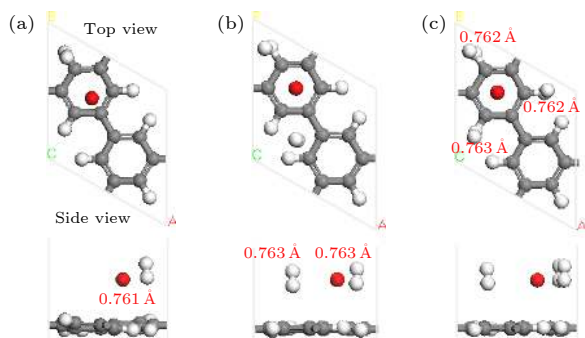 (a)
B
Top view
C
A
Side view
0.761 Å
(b)
B
C
A
0.763 Å
0.763 Å
(c)
B
0.762 Å
0.762 Å
0.763 Å
C
A